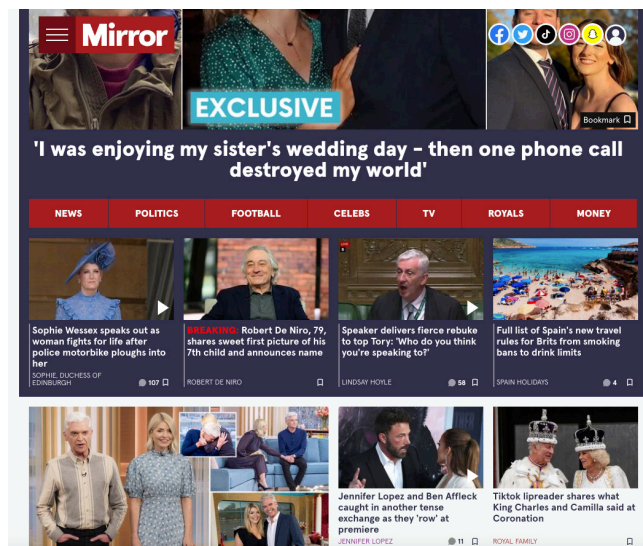 Mirror
EXCLUSIVE
Bookmark
'I was enjoying my sister's wedding day - then one phone call
destroyed my world'
NEWS
POLITICS
FOOTBALL
CELEBS
TV
ROYALS
MONEY
Sophie Wessex speaks out as
woman fights for life after
police motorbike ploughs into
her
SOPHIE, DUCHESS OF
EDINBURGH
107
BREAKING: Robert De Niro, 79,
shares sweet first picture of his
7th child and announces name
ROBERT DE NIRO
LIVE
Speaker delivers fierce rebuke
to top Tory: 'Who do you think
you're speaking to?'
LINDSAY HOYLE
58
Full list of Spain's new travel
rules for Brits from smoking
bans to drink limits
SPAIN HOLIDAYS
4
Jennifer Lopez and Ben Affleck
caught in another tense
exchange as they 'row' at
premiere
JENNIFER LOPEZ
11
Tiktok lipreader shares what
King Charles and Camilla said at
Coronation
ROYAL FAMILY